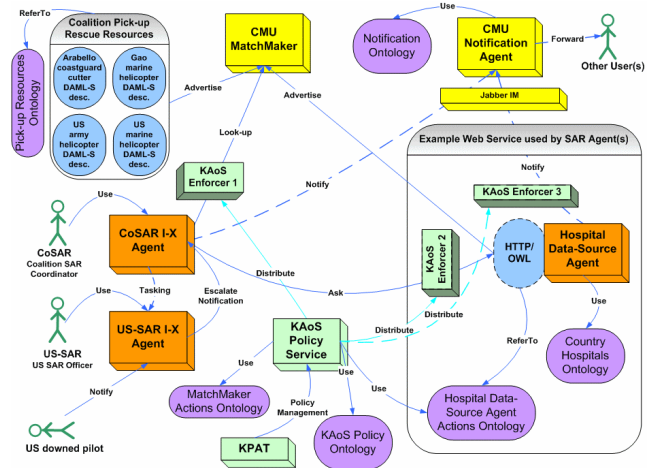 ReferTo
Coalition Pick-up
Rescue Resources
Pick-up Resources
Ontology
Arabello
coastguard
cutter
DAML-S
desc.
Gao
marine
helicopter
DAML-S
desc.
US
army
helicopter
DAML-S
desc.
US
marine
helicopter
DAML-S
desc.
CMU
MatchMaker
Use
Notification
Ontology
CMU
Notification
Agent
Forward
Other User(s)
Jabber IM
Advertise
Advertise
Look-up
Example Web Service used by SAR Agent(s)
Notify
KAoS
Enforcer 1
Notify
KAoS Enforcer 3
Use
CoSAR
Coalition SAR
Coordinator
CoSAR I-X
Agent
KAoS
Enforcer 2
HTTP/
OWL
Hospital
Data-Source
Agent
Distribute
Ask
Tasking
Escalate
Notification
Use
US-SAR
US SAR Officer
US-SAR I-X
Agent
KAoS
Policy
Service
Distribute
Distribute
Use
ReferTo
Country
Hospitals
Ontology
Notify
Use
Use
Use
MatchMaker
Actions Ontology
Policy
Management
Hospital Data-
Source Agent
Actions Ontology
US downed pilot
KPAT
KAoS Policy
Ontology